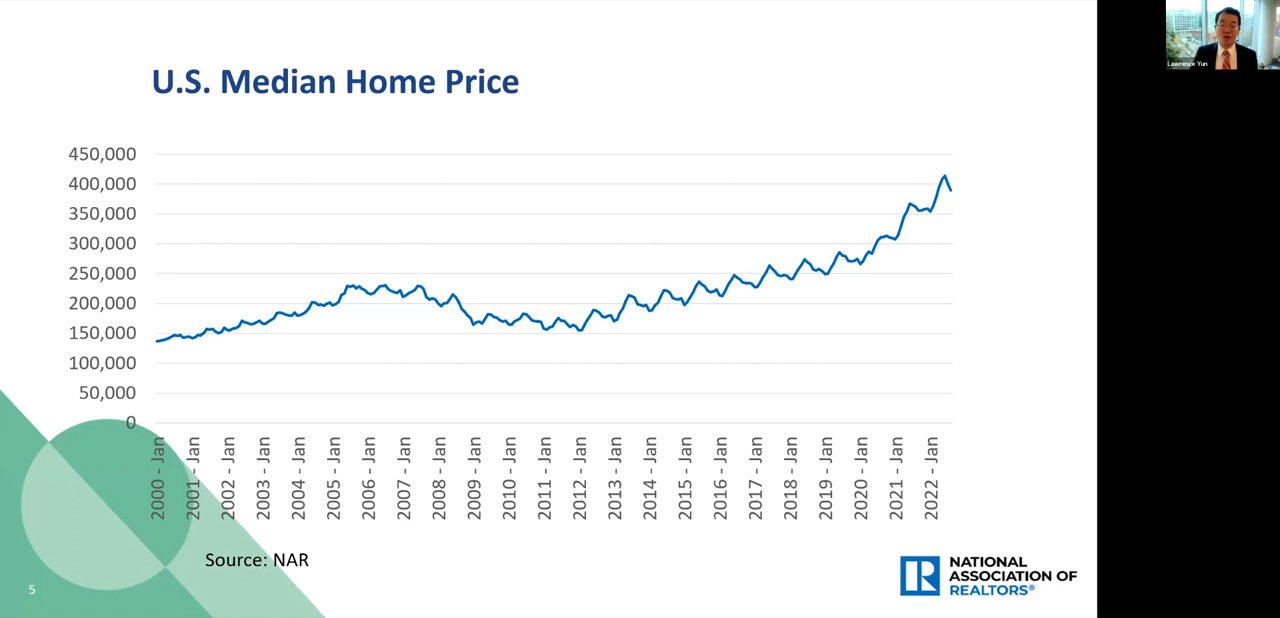 U.S. Median Home Price
Lawrence Yun
450,000
400,000
350,000
300,000
250,000
200,000
150,000
100,000
50,000
0
2000 - Jan
2001 - Jan
2002 - Jan
2003 - Jan
2004 - Jan
2005 - Jan
2006 - Jan
2007 - Jan
2008 - Jan
2009 - Jan
2010 - Jan
2011 - Jan
2012 - Jan
2013 - Jan
2014 - Jan
2015 - Jan
2016 - Jan
2017 - Jan
2018 - Jan
2019 - Jan
2020 - Jan
2021 - Jan
2022 - Jan
Source: NAR
5
R
NATIONAL
ASSOCIATION OF
REALTORS®